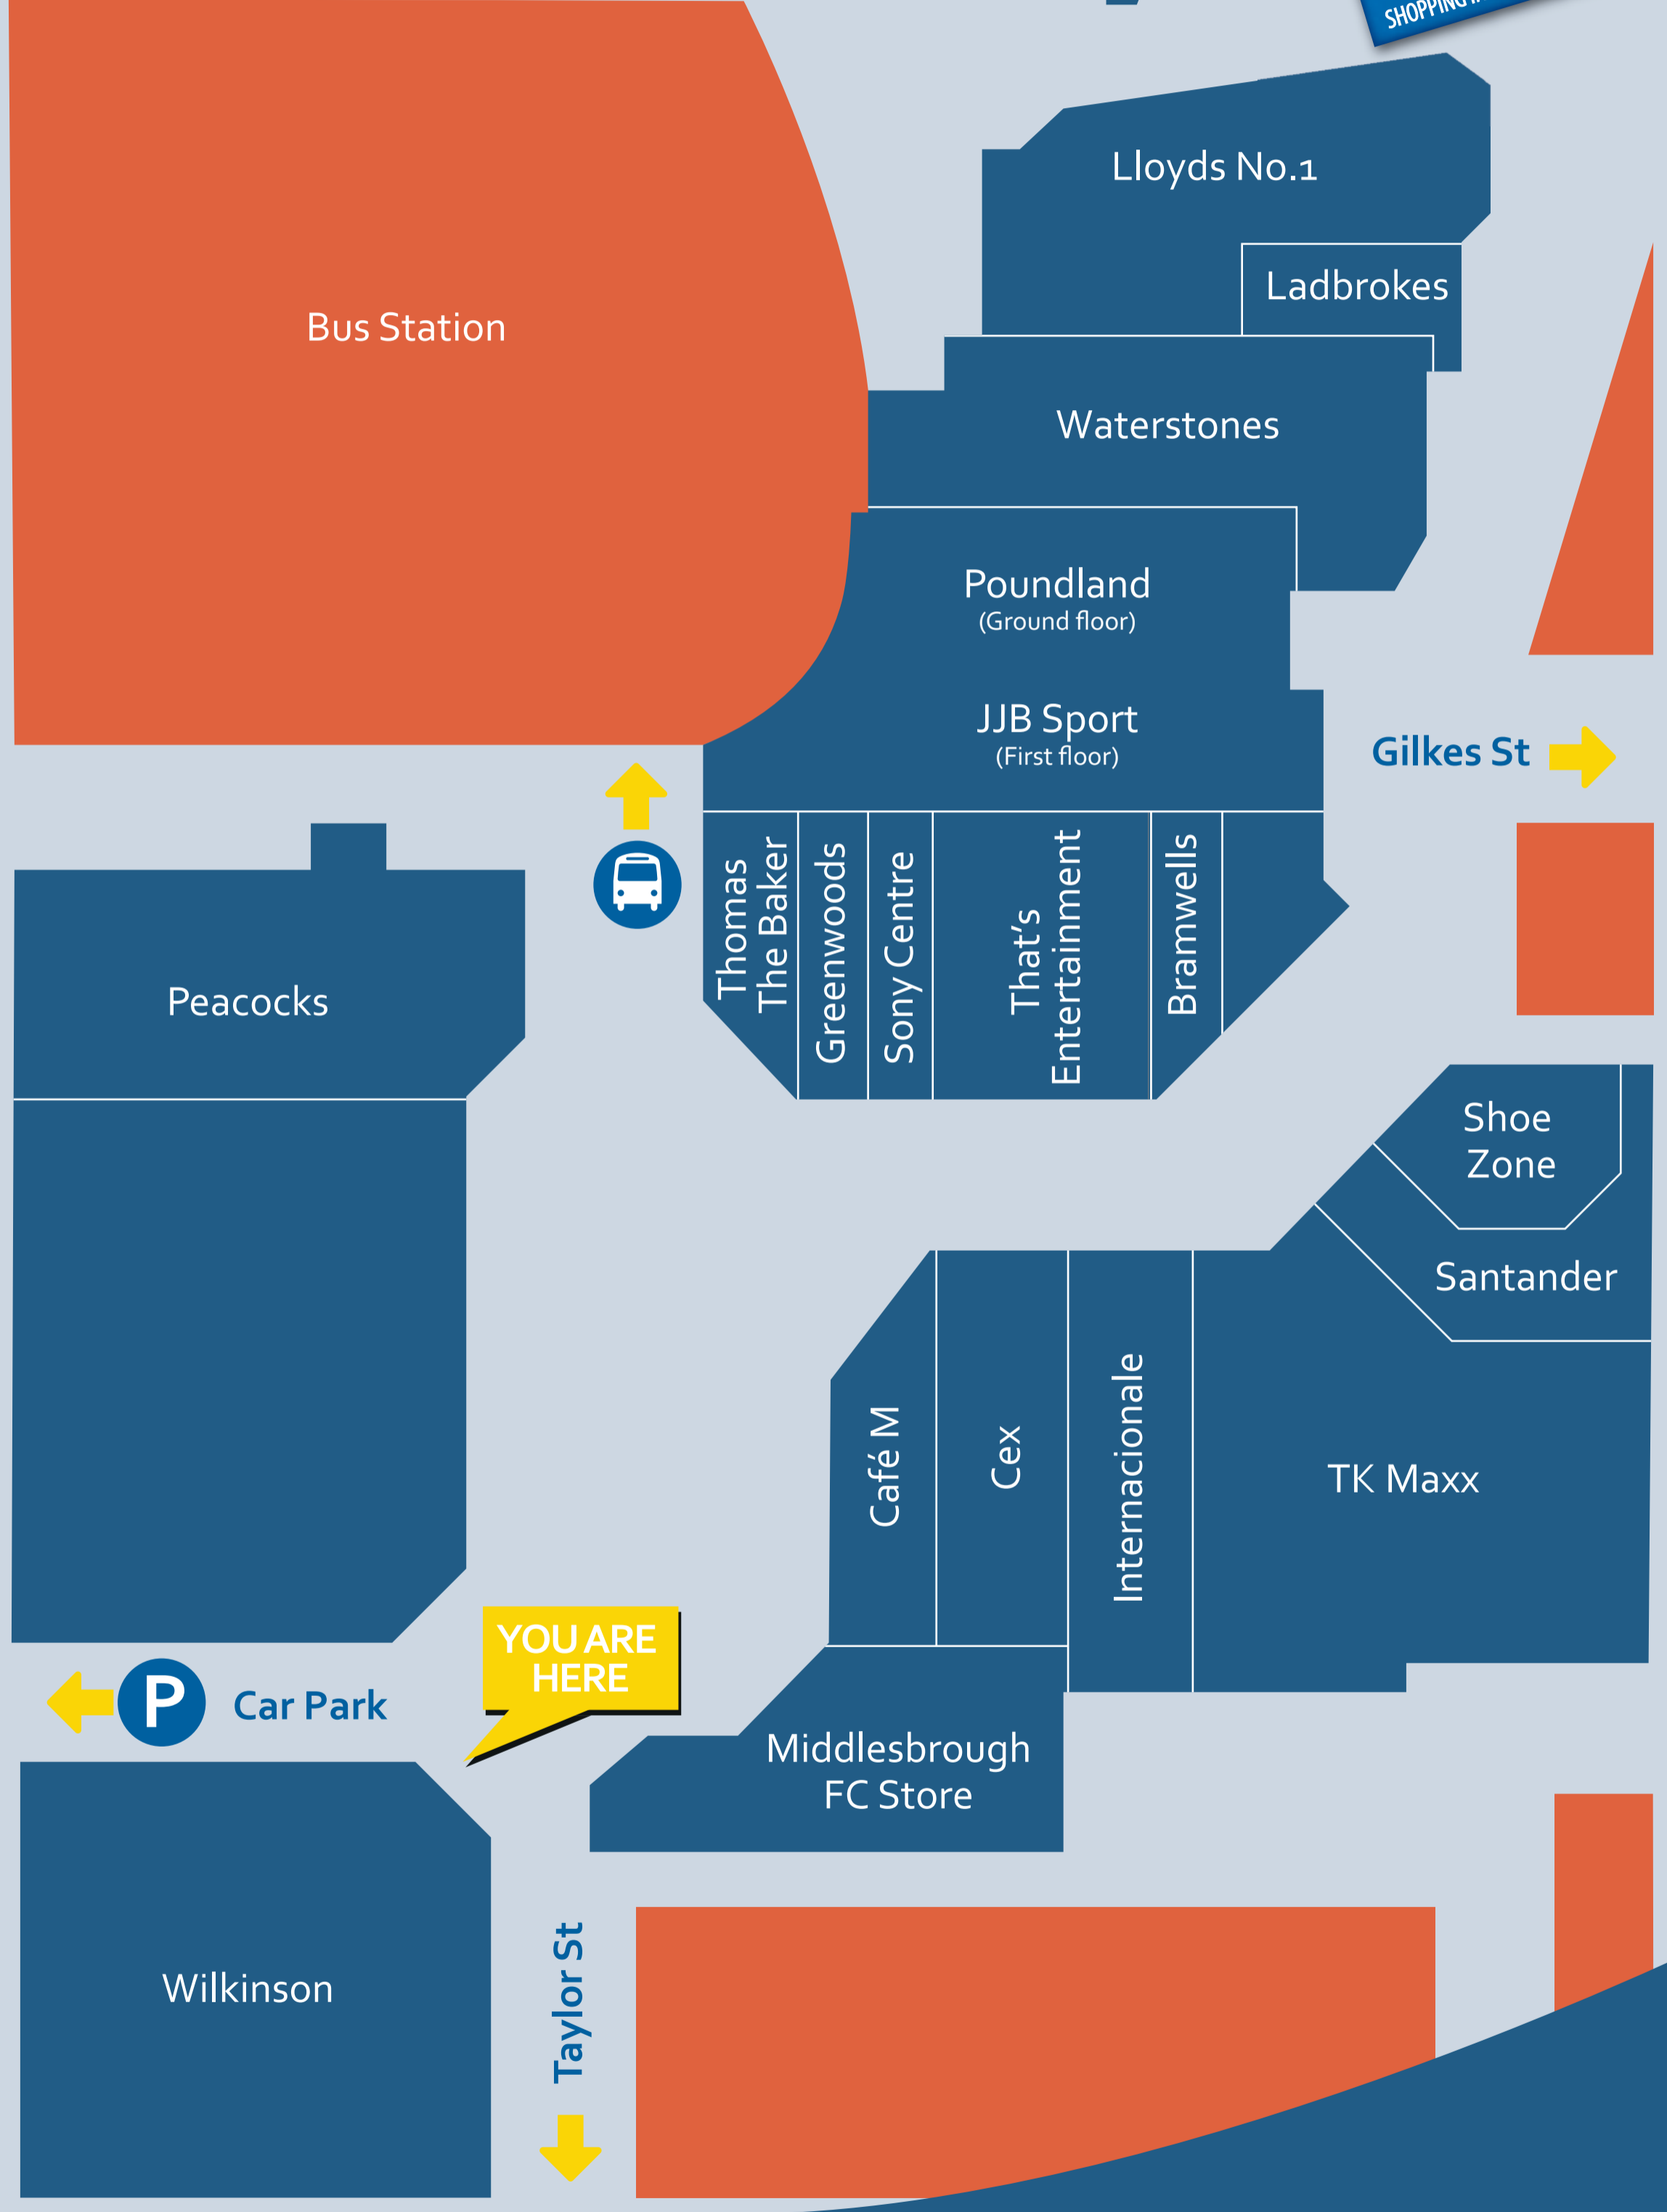 SHOPPING
Lloyds No.1
Ladbrokes
Bus Station
Waterstones
Poundland
(Ground floor)
JJB Sport
(First floor)
Gilkes St
Thomas
The Baker
Greenwoods
Sony Centre
That's
Entertainment
Bramwells
Peacocks
Shoe
Zone
Santander
Café M
Cex
Internacionale
TK Maxx
YOU ARE
HERE
P
Car Park
Middlesbrough
FC Store
Wilkinson
Taylor St